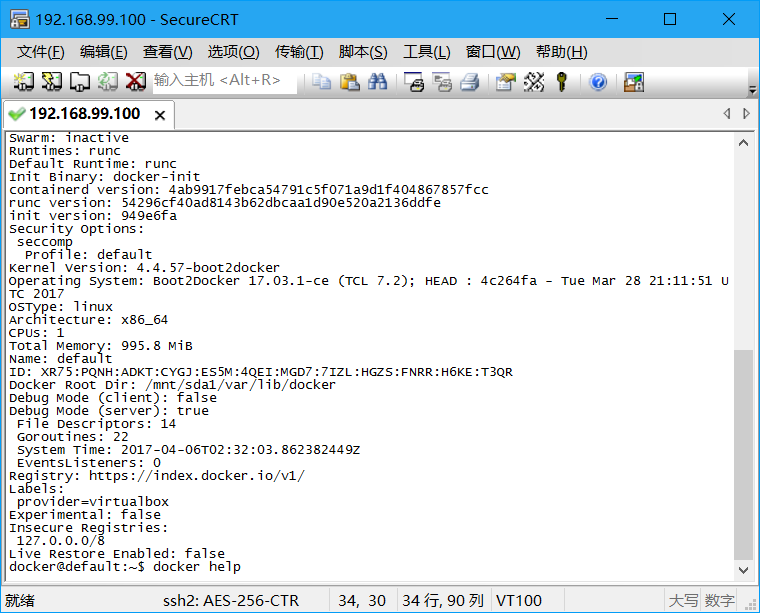 192.168.99.100 - SecureCRT
文件(F) 编辑(E) 查看(V) 选项(O) 传输(T) 脚本(S) 工具(L) 窗口(W) 帮助(H)
输入主机 <Alt+R>
192.168.99.100
Swarm: inactive
Runtimes: runc
Default Runtime: runc
Init Binary: docker-init
containerd version: 4ab9917febca54791c5f071a9d1f404867857fcc
runc version: 54296cf40ad8143b62dbcaa1d90e520a2136ddfe
init version: 949e6fa
Security Options:
 seccomp
  Profile: default
Kernel Version: 4.4.57-boot2docker
Operating System: Boot2Docker 17.03.1-ce (TCL 7.2); HEAD : 4c264fa - Tue Mar 28 21:11:51 U
TC 2017
OSType: linux
Architecture: x86_64
CPUs: 1
Total Memory: 995.8 MiB
Name: default
ID: XR75:PQNH:ADKT:CYGJ:ES5M:4QEI:MGD7:7IZL:HGZS:FNRR:H6KE:T3QR
Docker Root Dir: /mnt/sda1/var/lib/docker
Debug Mode (client): false
Debug Mode (server): true
 File Descriptors: 14
 Goroutines: 22
 System Time: 2017-04-06T02:32:03.862382449Z
 EventsListeners: 0
Registry: https://index.docker.io/v1/
Labels:
 provider=virtualbox
Experimental: false
Insecure Registries:
 127.0.0.0/8
Live Restore Enabled: false
docker@default:~$ docker help
就绪 ssh2: AES-256-CTR 34, 30 34 行, 90 列 VT100 大写 数字